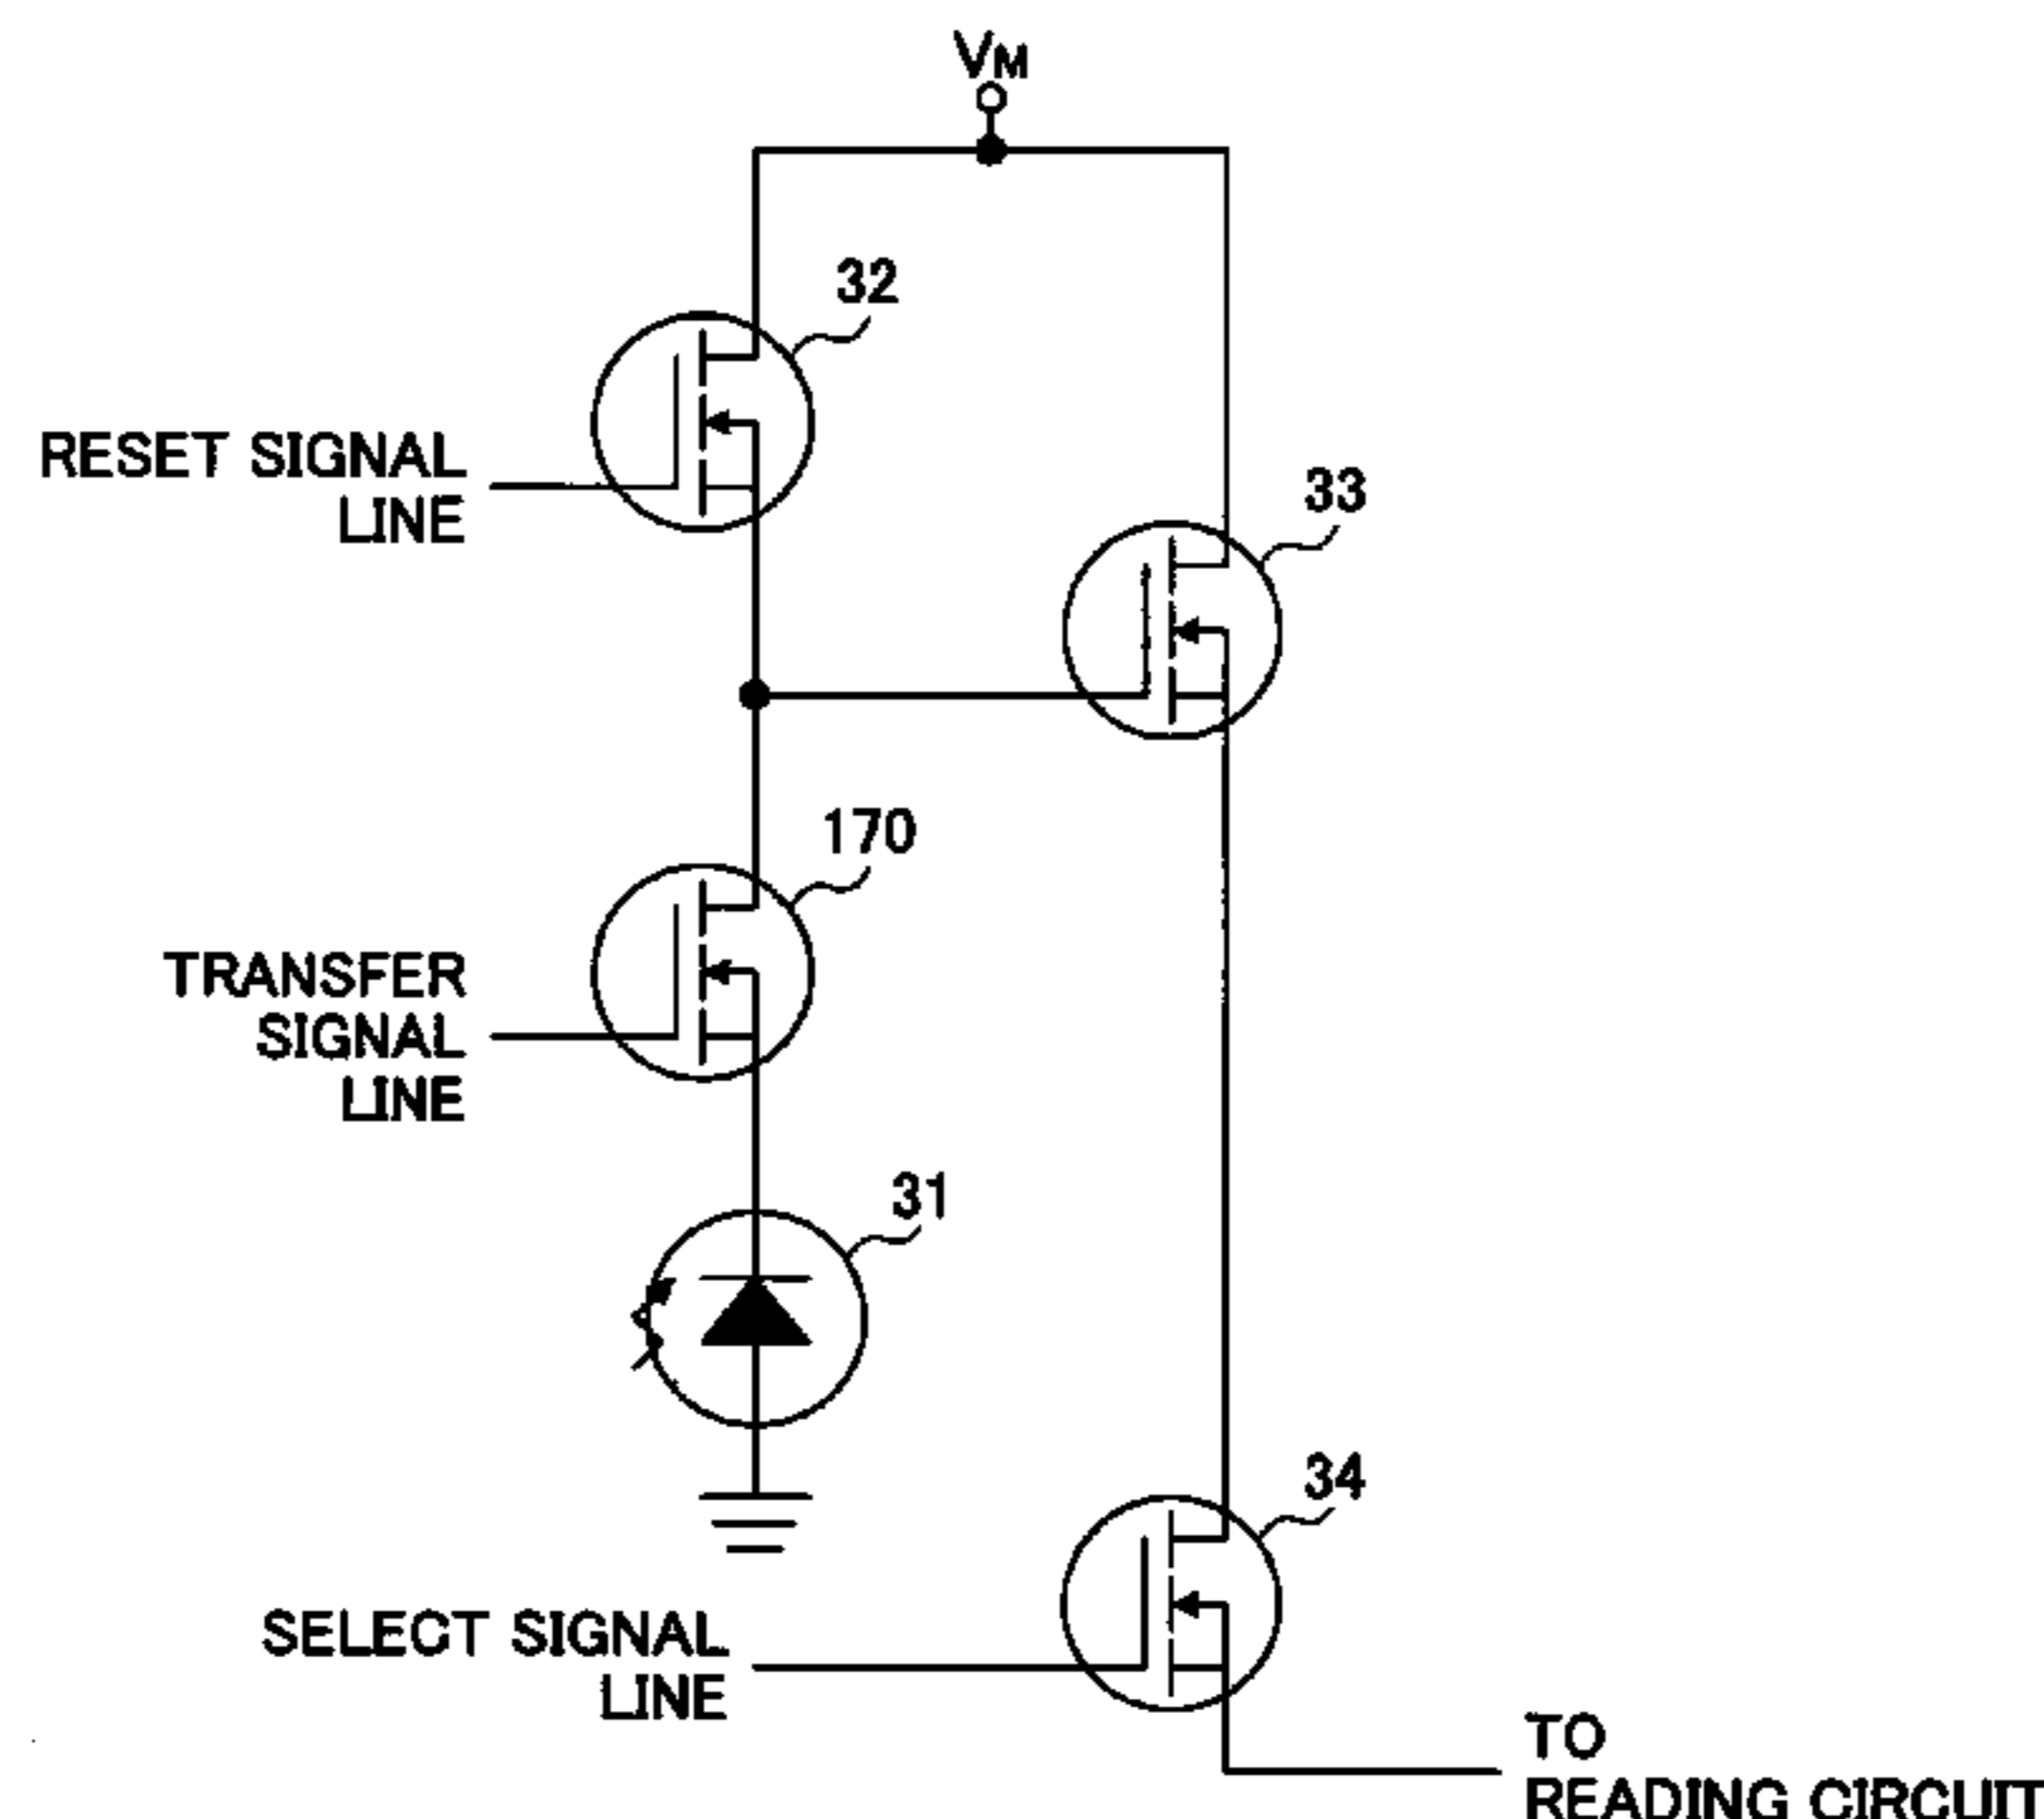 VM
32
RESET SIGNAL
LINE
33
170
TRANSFER
SIGNAL
LINE
31
34
SELECT SIGNAL
LINE
TO
READING CIRCUIT